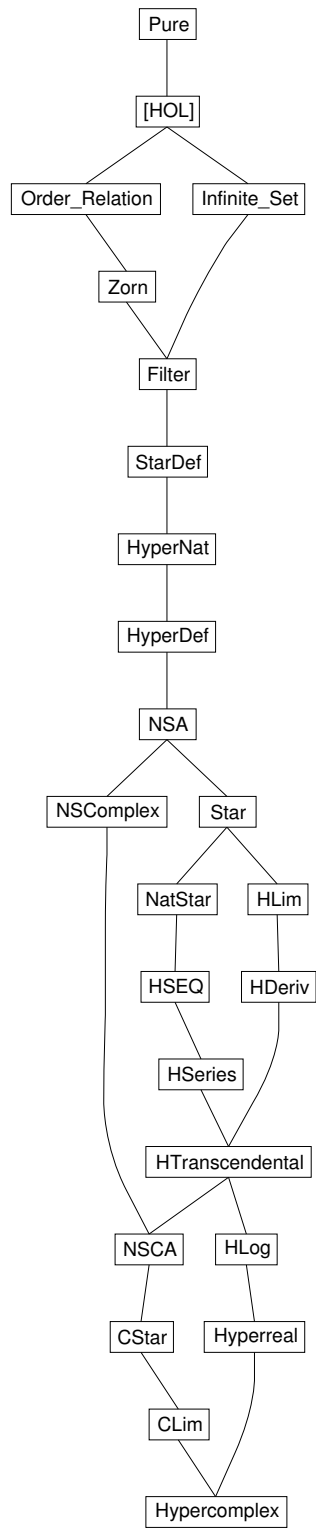 Pure
[HOL]
Order_Relation
Infinite_Set
Zorn
Filter
StarDef
HyperNat
HyperDef
NSA
NSComplex
Star
NatStar
HLim
HSEQ
HDeriv
HSeries
HTranscendental
NSCA
HLog
CStar
Hyperreal
CLim
Hypercomplex